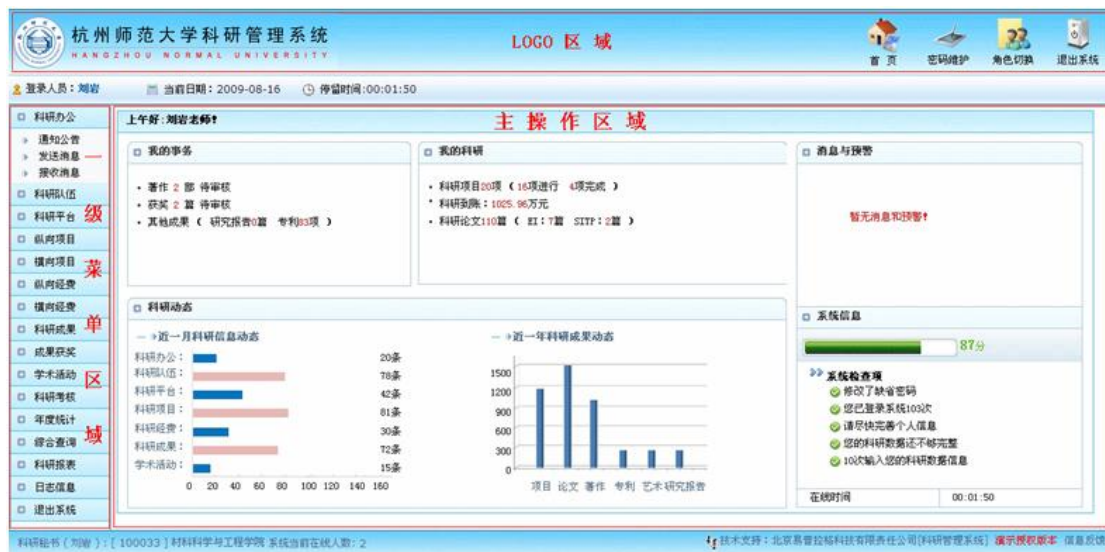 杭州师范大学科研管理系统
HANGZHOU NORMAL UNIVERSITY
LOGO 区 域
首 页
密码维护
角色切换
退出系统
登录人员：刘岩
当前日期：2009-08-16
停留时间:00:01:50
科研办公
通知公告
发送消息
接收消息
科研队伍
科研平台
纵向项目
横向项目
纵向经费
横向经费
科研成果
成果获奖
学术活动
科研考核
年度统计
综合查询
科研报表
日志信息
退出系统
一级菜单区域
上午好:刘岩老师！
主 操 作 区 域
我的事务
著作 2 部 待审核
获奖 2 篇 待审核
其他成果 （ 研究报告0篇 专利83项 ）
我的科研
科研项目20项 （16项进行 4项完成 ）
科研到账：1025.96万元
科研论文110篇 （ EI：7篇 SITP：2篇 ）
消息与预警
暂无消息和预警！
科研动态
近一月科研信息动态
科研办公： 20条
科研队伍： 78条
科研平台： 42条
科研项目： 81条
科研经费： 30条
科研成果： 72条
学术活动： 15条
0 20 40 60 80 100 120 140 160
近一年科研成果动态
1500
1200
900
600
300
0
项目 论文 著作 专利 艺术 研究报告
系统信息
87分
系统检查项
修改了缺省密码
您已登录系统103次
请尽快完善个人信息
您的科研数据还不够完整
10次输入您的科研数据信息
在线时间 00:01:50
科研秘书（刘岩）：[ 100033 ] 材料科学与工程学院 系统当前在线人数：2
技术支持：北京易普拉格科技有限责任公司[科研管理系统] 演示授权版本 信息反馈